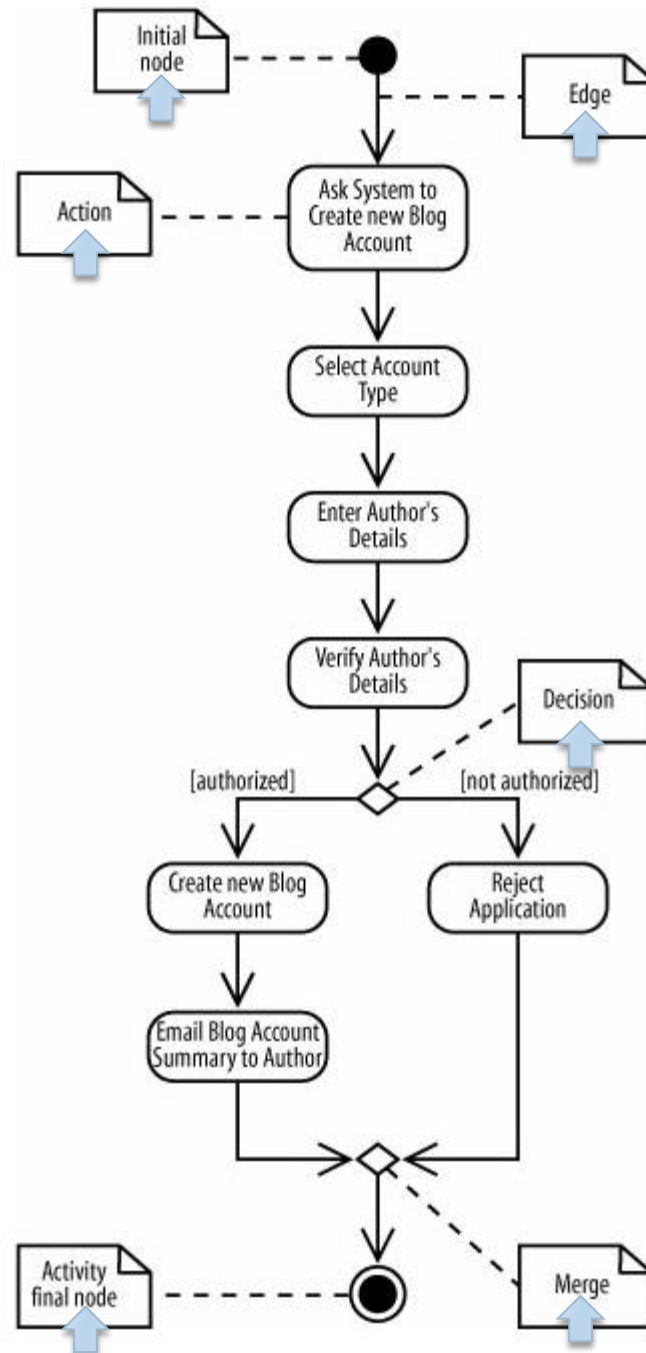 Initial
node
Edge
Ask System to
Create new Blog
Account
Action
Select Account
Type
Enter Author's
Details
Verify Author's
Details
Decision
[authorized]
[not authorized]
Create new Blog
Account
Reject
Application
Email Blog Account
Summary to Author
Activity
final node
Merge